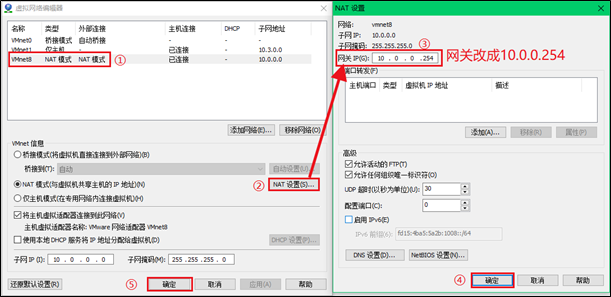 虚拟网络编辑器
名称 类型 外部连接 主机连接 DHCP 子网地址
VMnet0 桥接模式 自动桥接 - - -
VMnet1 仅主机... - 已连接 - 10.3.0.0
VMnet8 NAT 模式 NAT 模式 已连接 - 10.0.0.0
①
添加网络(E)... 移除网络(O)
VMnet 信息
桥接模式(将虚拟机直接连接到外部网络)(B)
桥接到(T): 自动 自动设置(U)...
NAT 模式(与虚拟机共享主机的 IP 地址)(N) ② NAT 设置(S)...
仅主机模式(在专用网络内连接虚拟机)(H)
将主机虚拟适配器连接到此网络(V)
主机虚拟适配器名称: VMware 网络适配器 VMnet8
使用本地 DHCP 服务将 IP 地址分配给虚拟机(D) DHCP 设置(P)...
子网 IP (I): 10 . 0 . 0 . 0 子网掩码(M): 255 . 255 . 255 . 0
还原默认设置(R) ⑤ 确定 取消 应用(A) 帮助
NAT 设置
网络: vmnet8
子网 IP: 10.0.0.0
子网掩码: 255.255.255.0 ③
网关 IP(G): 10 . 0 . 0 .254 网关改成10.0.0.254
端口转发(F)
主机端口 类型 虚拟机 IP 地址 描述
添加(A)... 移除(R) 属性(P)
高级
允许活动的 FTP(T)
允许任何组织唯一标识符(O)
UDP 超时(以秒为单位)(U): 30
配置端口(C): 0
启用 IPv6(E)
IPv6 前缀(6): fd15:4ba5:5a2b:1008::/64
DNS 设置(D)... NetBIOS 设置(N)...
④ 确定 取消 帮助